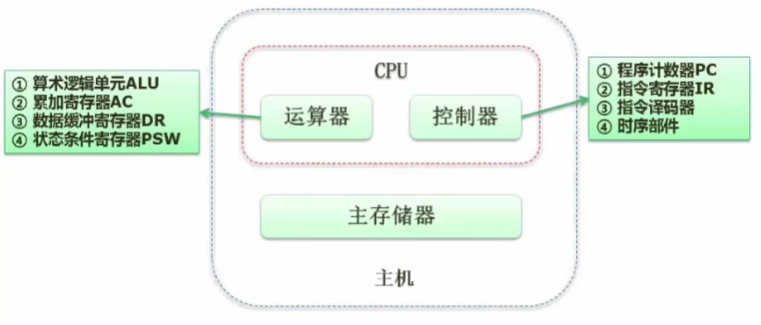 CPU
① 算术逻辑单元ALU
② 累加寄存器AC
③ 数据缓冲寄存器DR
④ 状态条件寄存器PSW
运算器
控制器
① 程序计数器PC
② 指令寄存器IR
③ 指令译码器
④ 时序部件
主存储器
主机